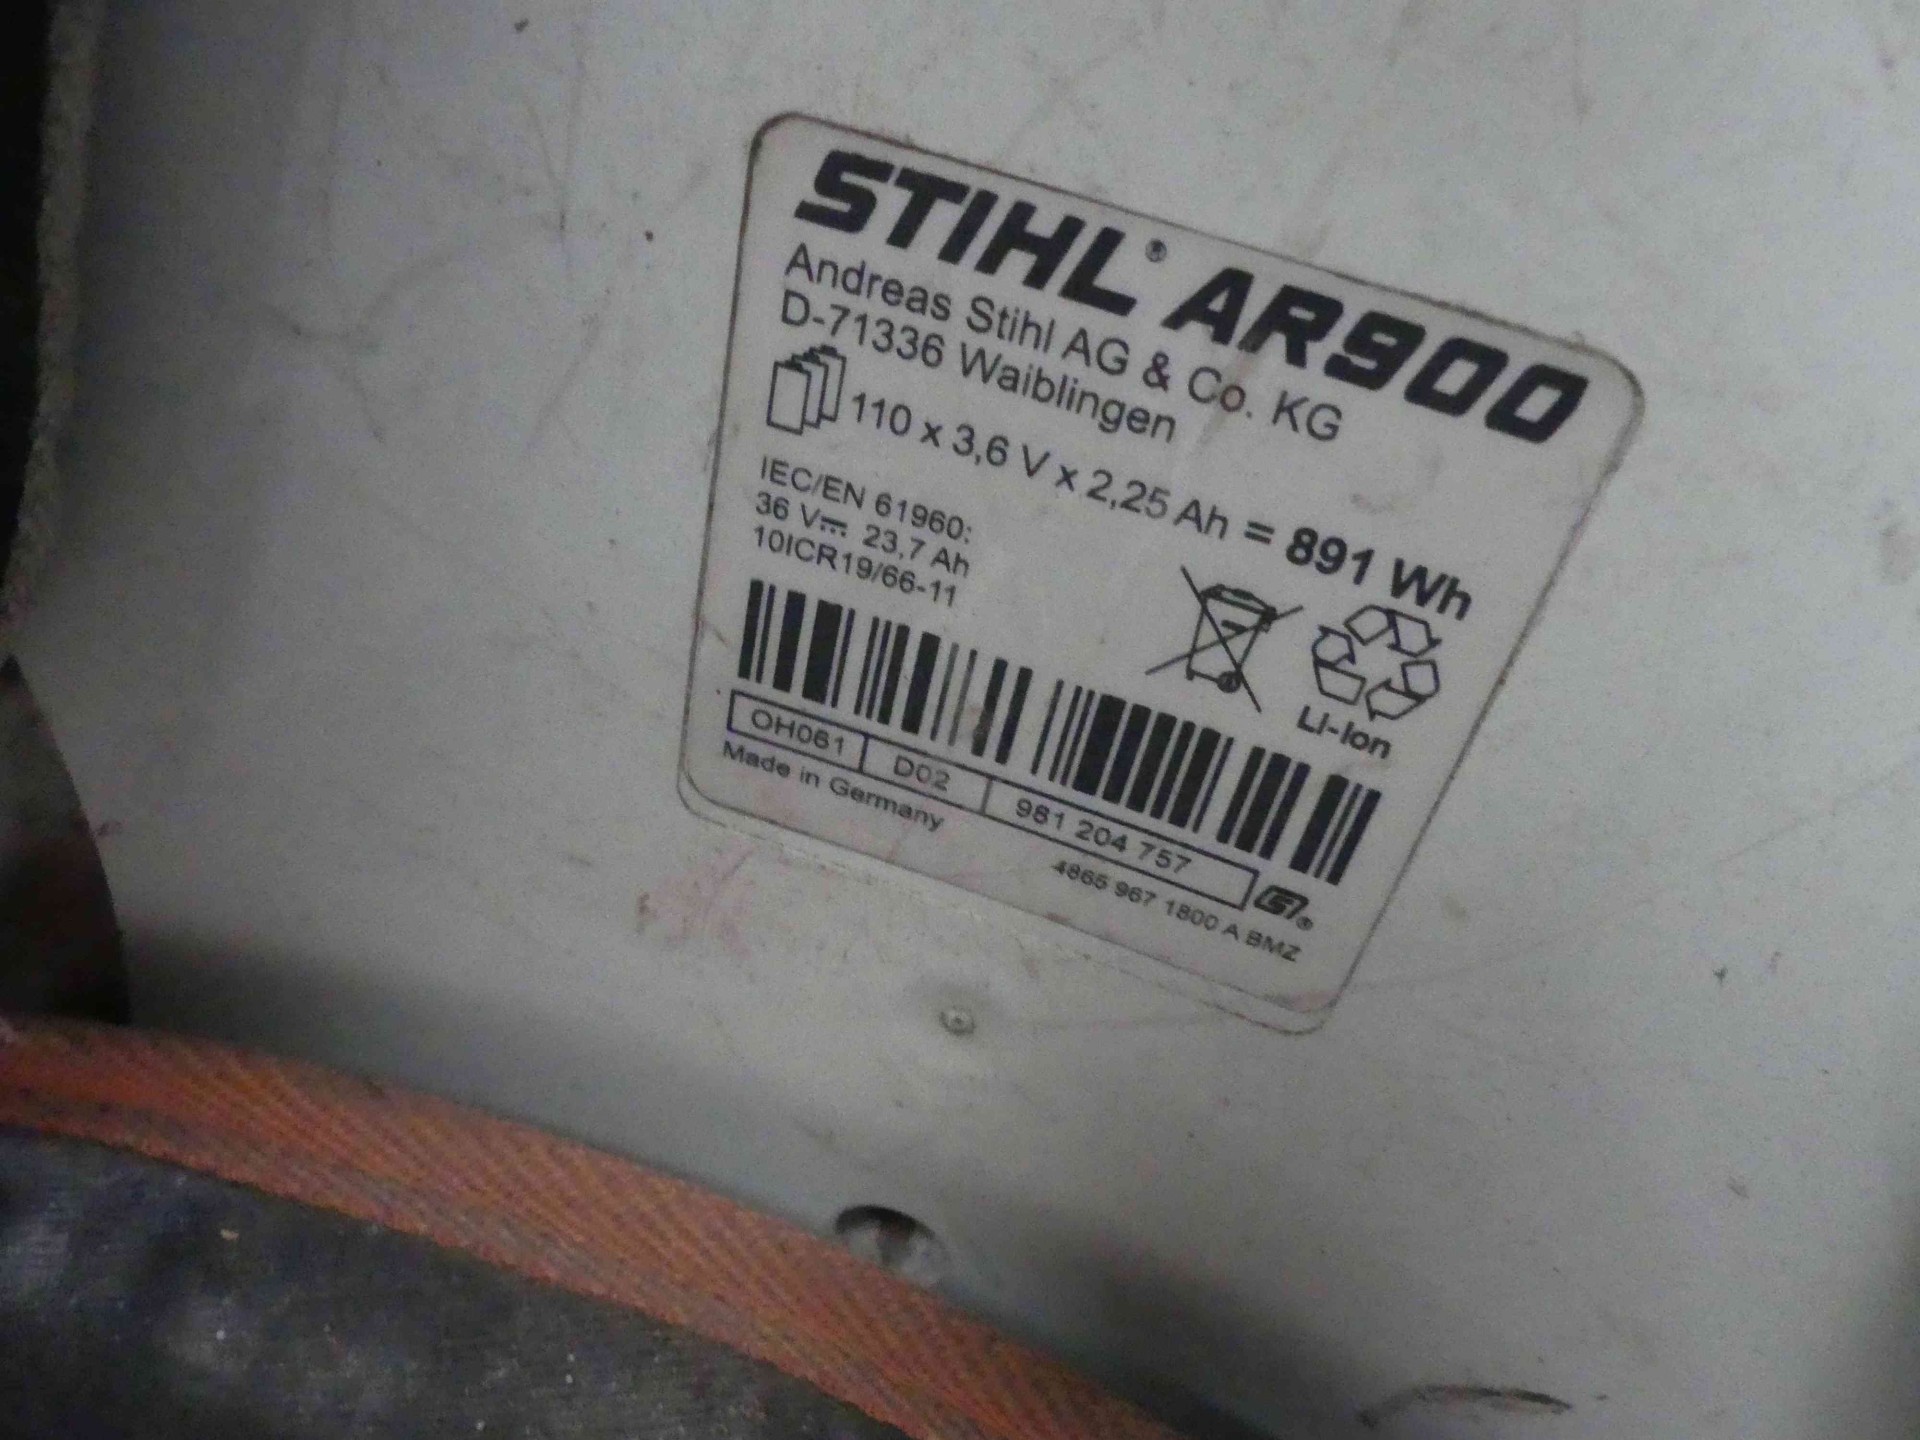 STIHL® AR900
Andreas Stihl AG & Co. KG
D-71336 Waiblingen
110 x 3,6 V x 2,25 Ah = 891 Wh
IEC/EN 61960:
36 V⎓ 23,7 Ah
10ICR19/66-11
Li-Ion
OH061 D02 981 204 757
Made in Germany
4865 967 1800 A BMZ